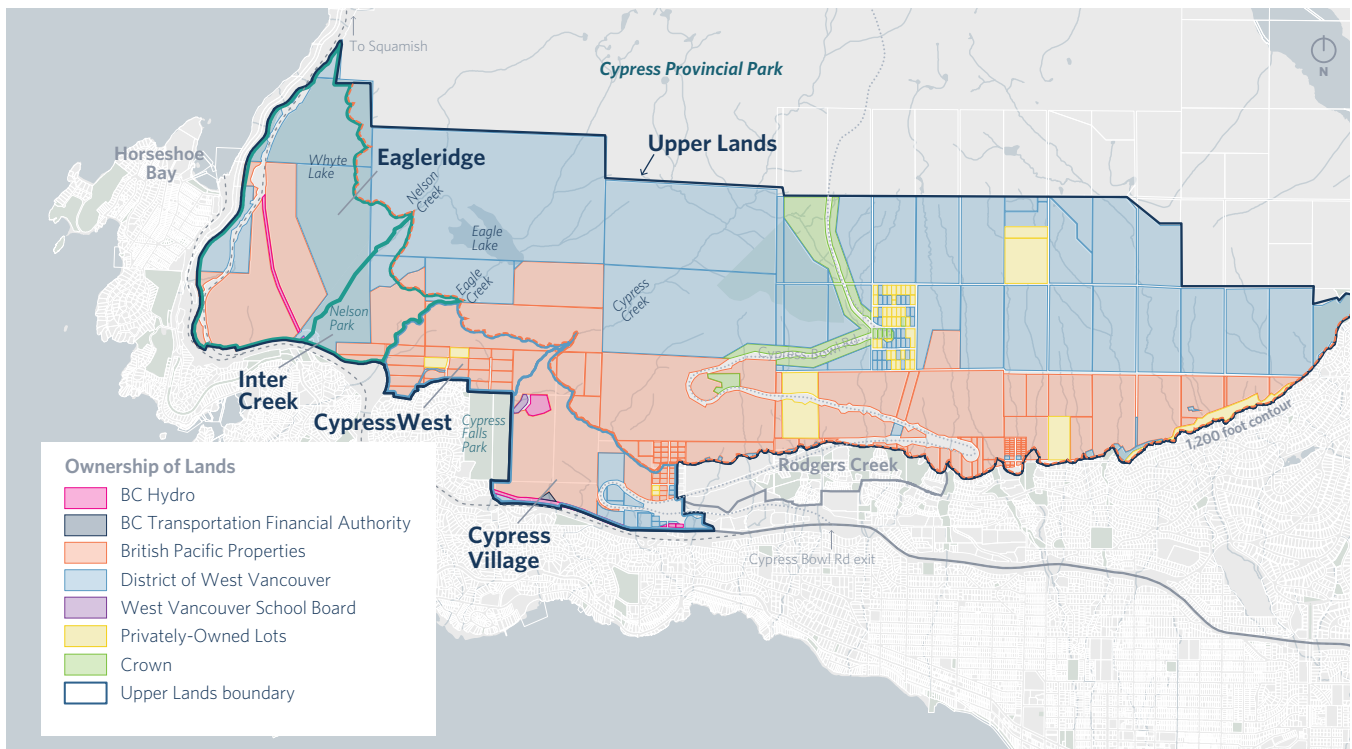 To Squamish
Cypress Provincial Park
N
Horseshoe
Bay
Whyte
Lake
Eagleridge
Upper Lands
Nelson
Creek
Eagle
Lake
Eagle
Creek
Cypress
Creek
Nelson
Park
Cypress Bowl Rd
Inter
Creek
CypressWest
Cypress
Falls
Park
1,200 foot contour
Rodgers Creek
Cypress
Village
Cypress Bowl Rd exit
Ownership of Lands
BC Hydro
BC Transportation Financial Authority
British Pacific Properties
District of West Vancouver
West Vancouver School Board
Privately-Owned Lots
Crown
Upper Lands boundary